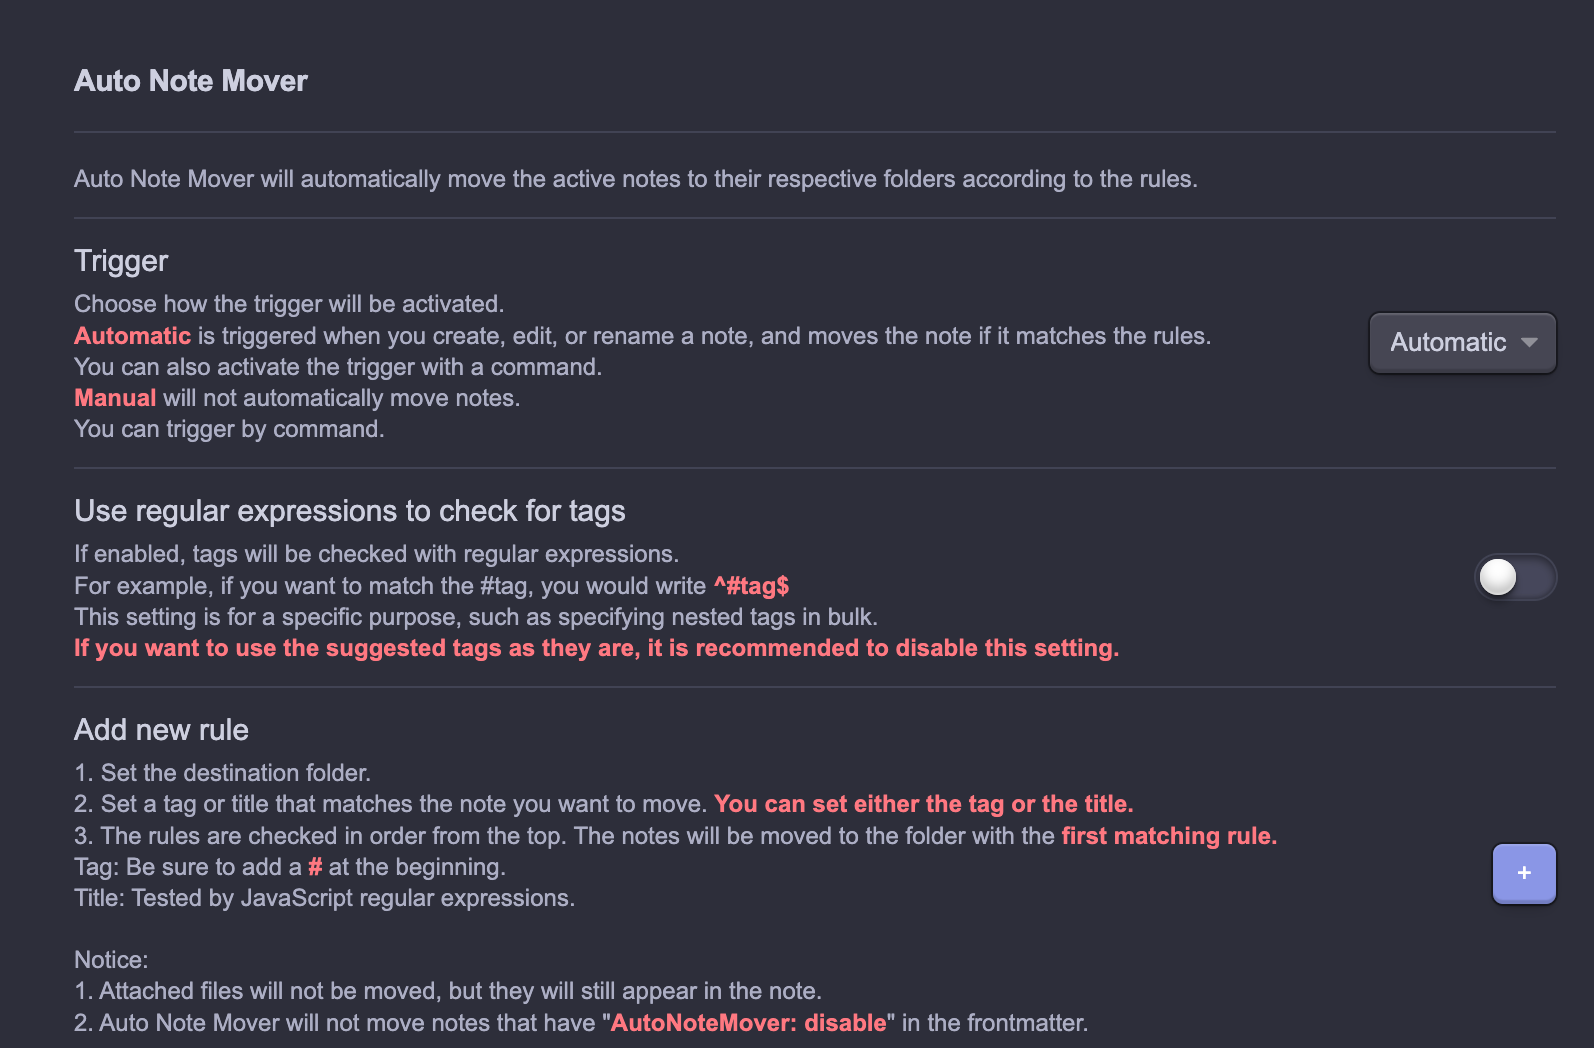 Auto Note Mover
Auto Note Mover will automatically move the active notes to their respective folders according to the rules.
Trigger
Choose how the trigger will be activated.
Automatic is triggered when you create, edit, or rename a note, and moves the note if it matches the rules.
You can also activate the trigger with a command.
Manual will not automatically move notes.
You can trigger by command.
Automatic
Use regular expressions to check for tags
If enabled, tags will be checked with regular expressions.
For example, if you want to match the #tag, you would write ^#tag$
This setting is for a specific purpose, such as specifying nested tags in bulk.
If you want to use the suggested tags as they are, it is recommended to disable this setting.
Add new rule
1. Set the destination folder.
2. Set a tag or title that matches the note you want to move. You can set either the tag or the title.
3. The rules are checked in order from the top. The notes will be moved to the folder with the first matching rule.
Tag: Be sure to add a # at the beginning.
Title: Tested by JavaScript regular expressions.
+
Notice:
1. Attached files will not be moved, but they will still appear in the note.
2. Auto Note Mover will not move notes that have "AutoNoteMover: disable" in the frontmatter.